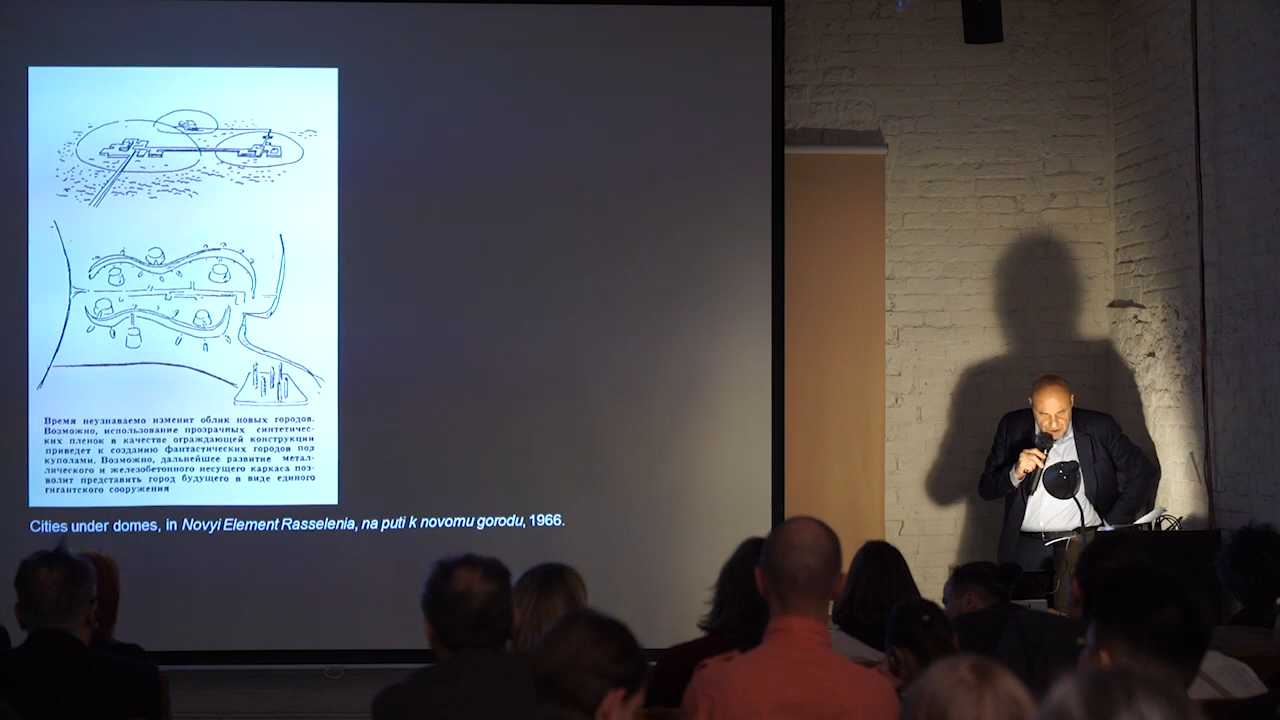 Время неузнаваемо изменит облик новых городов.
Возможно, использование прозрачных синтетичес-
ких пленок в качестве ограждающей конструкции
приведет к созданию фантастических городов под
куполами. Возможно, дальнейшее развитие метал-
лического и железобетонного несущего каркаса поз-
волит представить город будущего в виде единого
гигантского сооружения
Cities under domes, in Novyi Element Rasselenia, na puti k novomu gorodu, 1966.